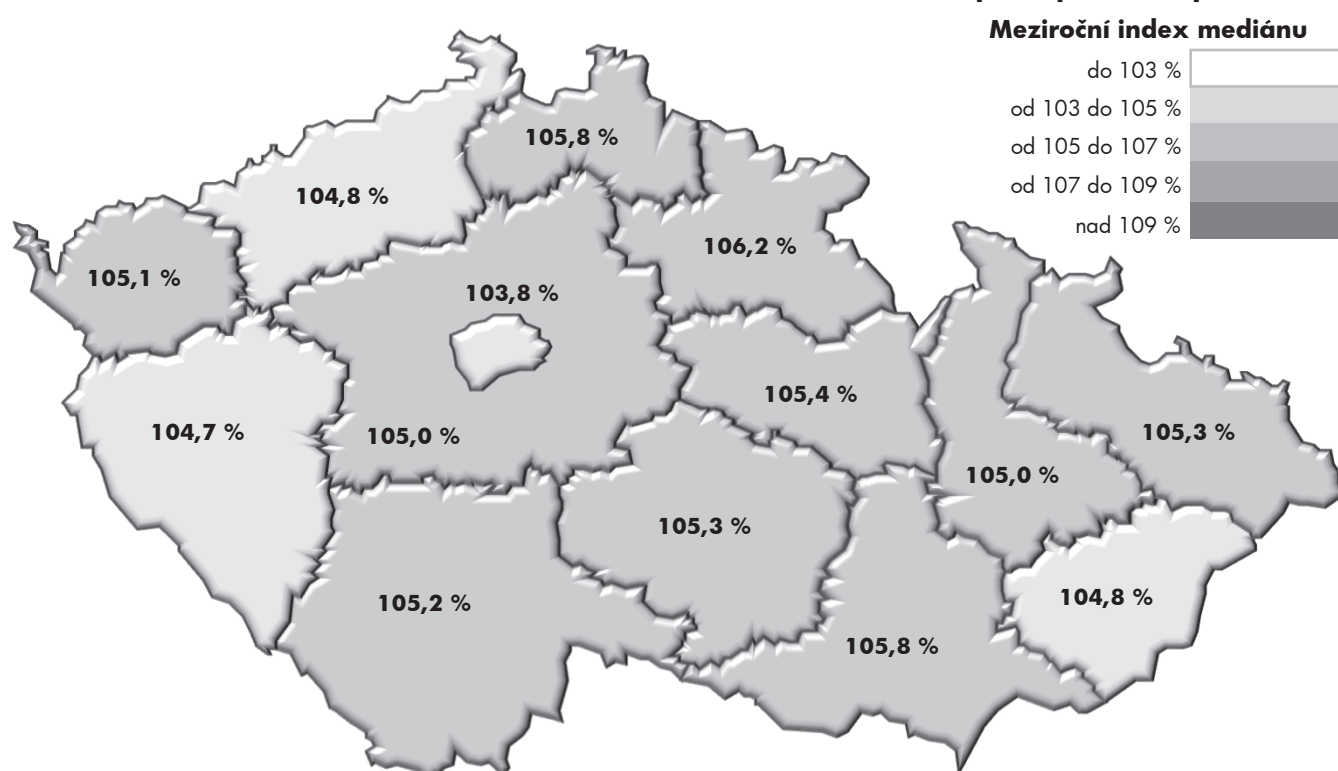 Meziroční index mediánu
do 103 %
od 103 do 105 %
od 105 do 107 %
od 107 do 109 %
nad 109 %
105,8 %
104,8 %
106,2 %
105,1 %
103,8 %
105,4 %
104,7 %
105,0 %
105,3 %
105,0 %
105,3 %
104,8 %
105,2 %
105,8 %